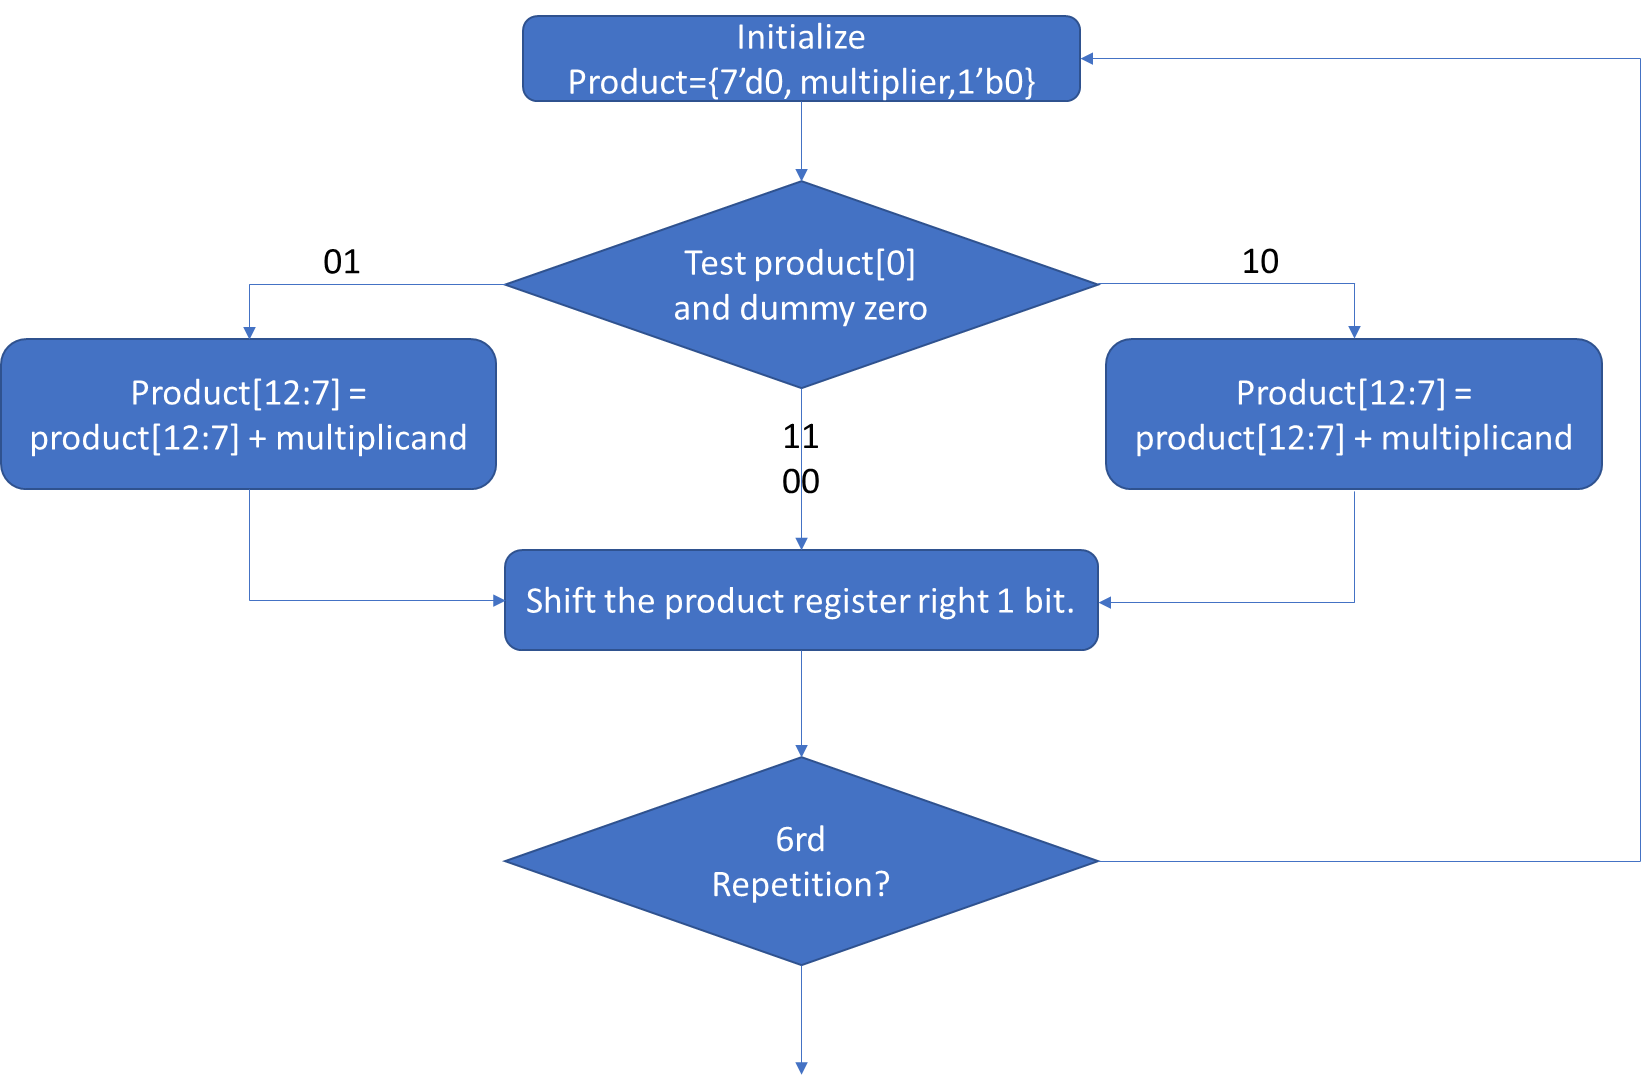 Initialize
Product={7’d0, multiplier,1’b0}
Test product[0]
and dummy zero
01
10
Product[12:7] =
product[12:7] + multiplicand
11
00
Product[12:7] =
product[12:7] + multiplicand
Shift the product register right 1 bit.
6rd
Repetition?